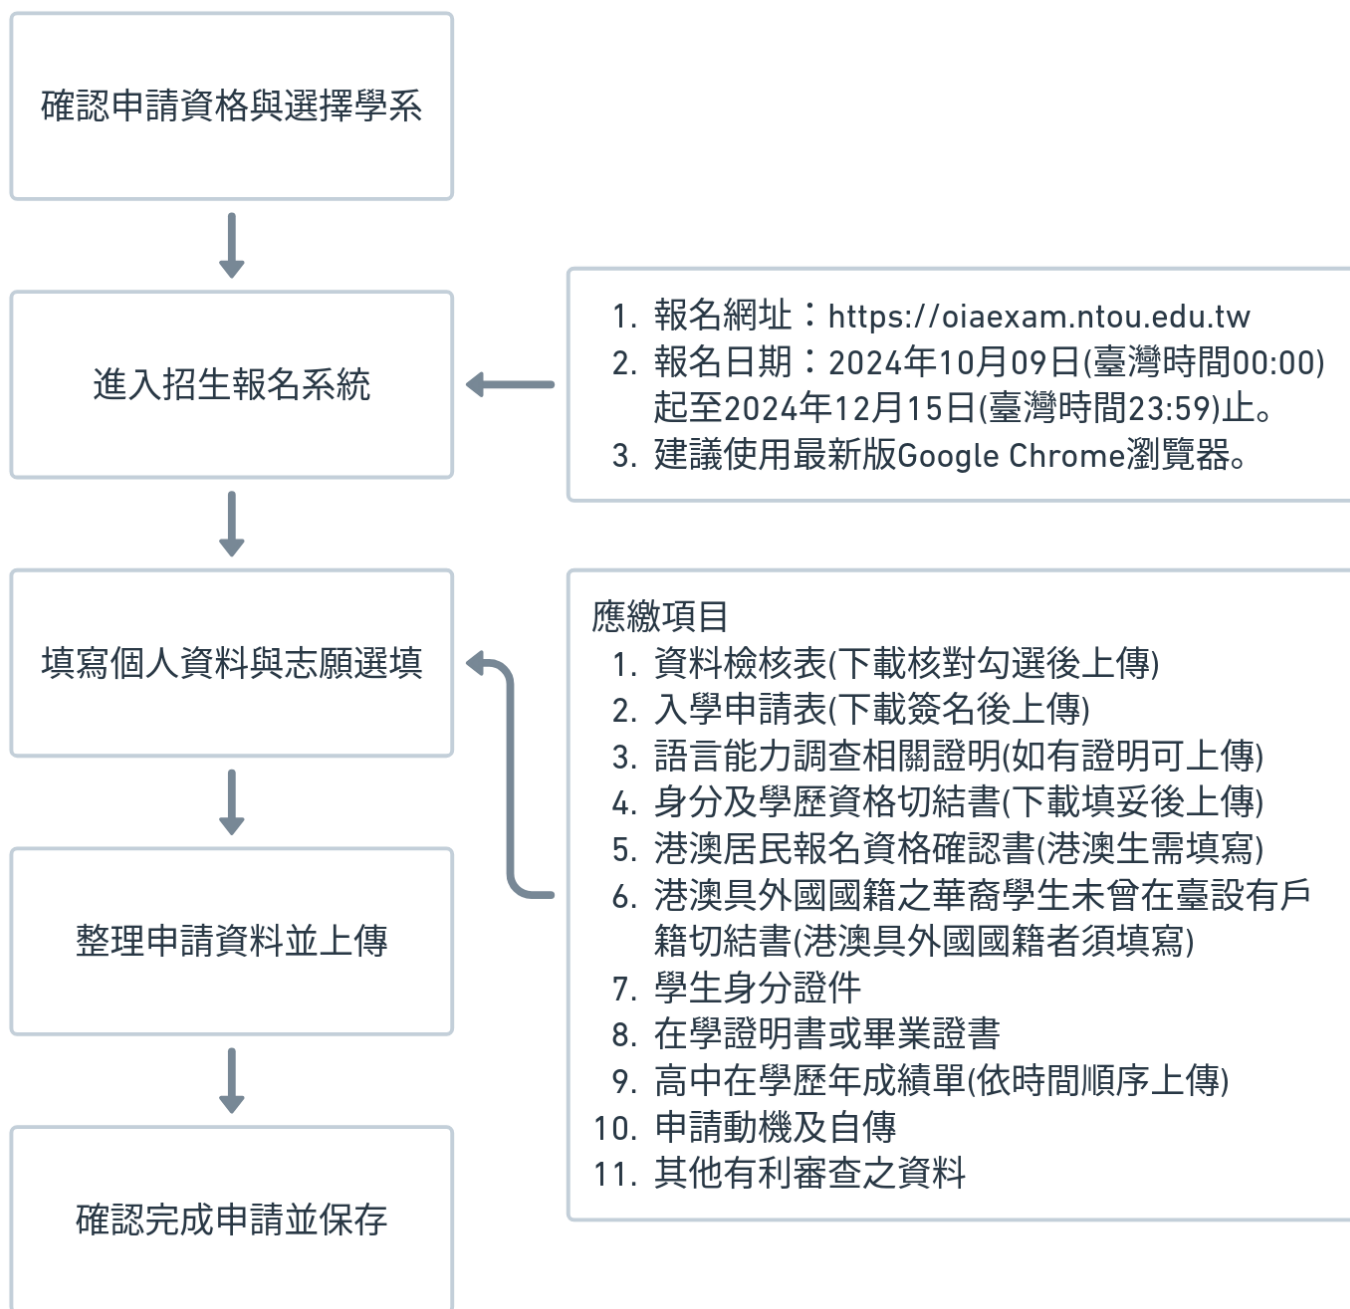 確認申請資格與選擇學系
進入招生報名系統
1. 報名網址：https://oiaexam.ntou.edu.tw
2. 報名日期：2024年10月09日(臺灣時間00:00)
起至2024年12月15日(臺灣時間23:59)止。
3. 建議使用最新版Google Chrome瀏覽器。
填寫個人資料與志願選填
應繳項目
1. 資料檢核表(下載核對勾選後上傳)
2. 入學申請表(下載簽名後上傳)
3. 語言能力調查相關證明(如有證明可上傳)
4. 身分及學歷資格切結書(下載填妥後上傳)
5. 港澳居民報名資格確認書(港澳生需填寫)
6. 港澳具外國國籍之華裔學生未曾在臺設有戶
籍切結書(港澳具外國國籍者須填寫)
7. 學生身分證件
8. 在學證明書或畢業證書
9. 高中在學歷年成績單(依時間順序上傳)
10. 申請動機及自傳
11. 其他有利審查之資料
整理申請資料並上傳
確認完成申請並保存